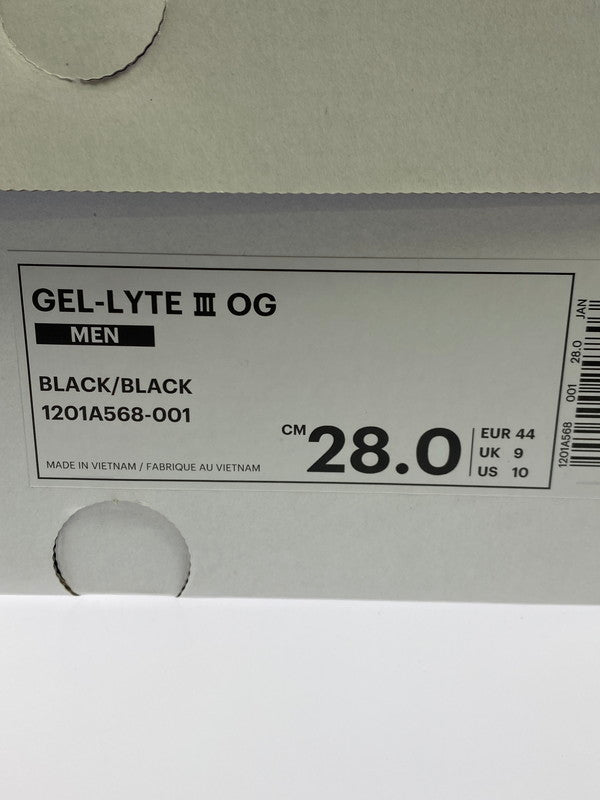 GEL-LYTE III OG
MEN
BLACK/BLACK
1201A568-001
CM 28.0
EUR 44
UK 9
US 10
MADE IN VIETNAM / FABRIQUE AU VIETNAM
1201A568 001 28.0 JAN